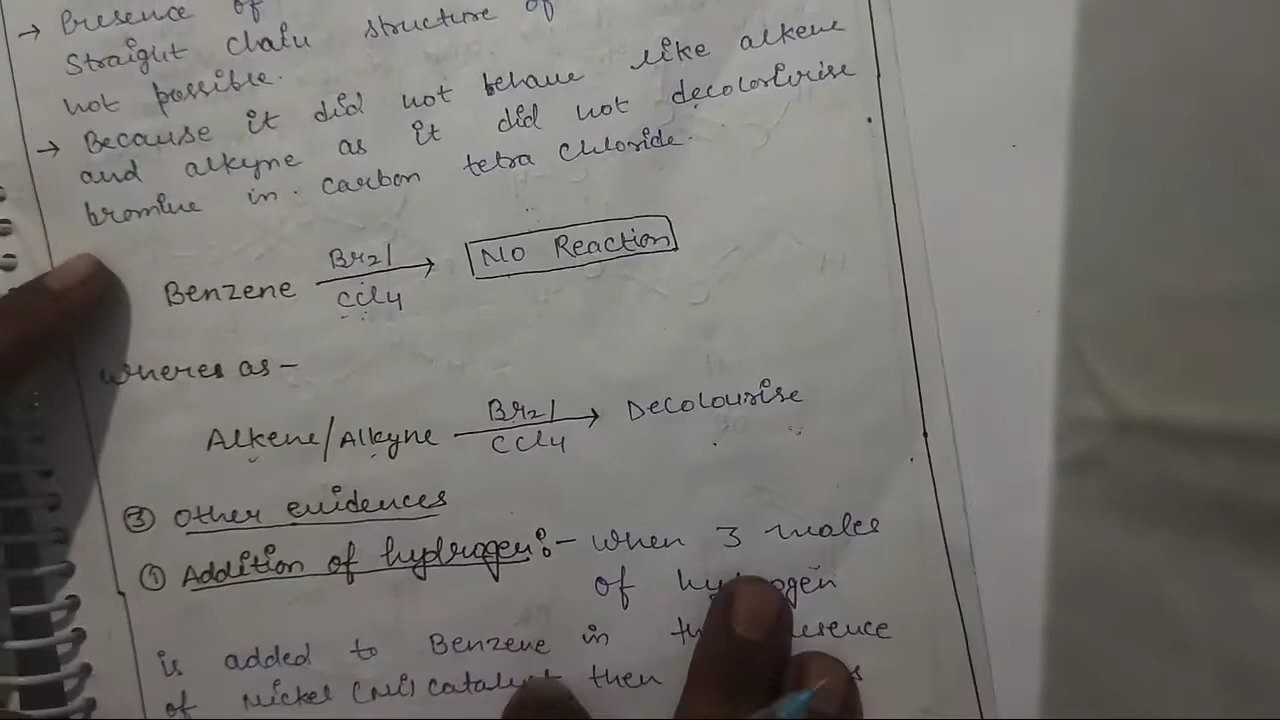 → Presence of
straight chain structure of
not possible.
→ Because it did not behave like alkene
and alkyne as it did not decolourise
bromine in carbon tetra chloride.
Benzene Br2/ CCl4 → No Reaction
wheres as -
Alkene/Alkyne Br2/ CCl4 → Decolourise
③ Other evidences
① Addition of hydrogen :- when 3 moles
of hydrogen
is added to Benzene in
of Nickel (Ni) catalyst then